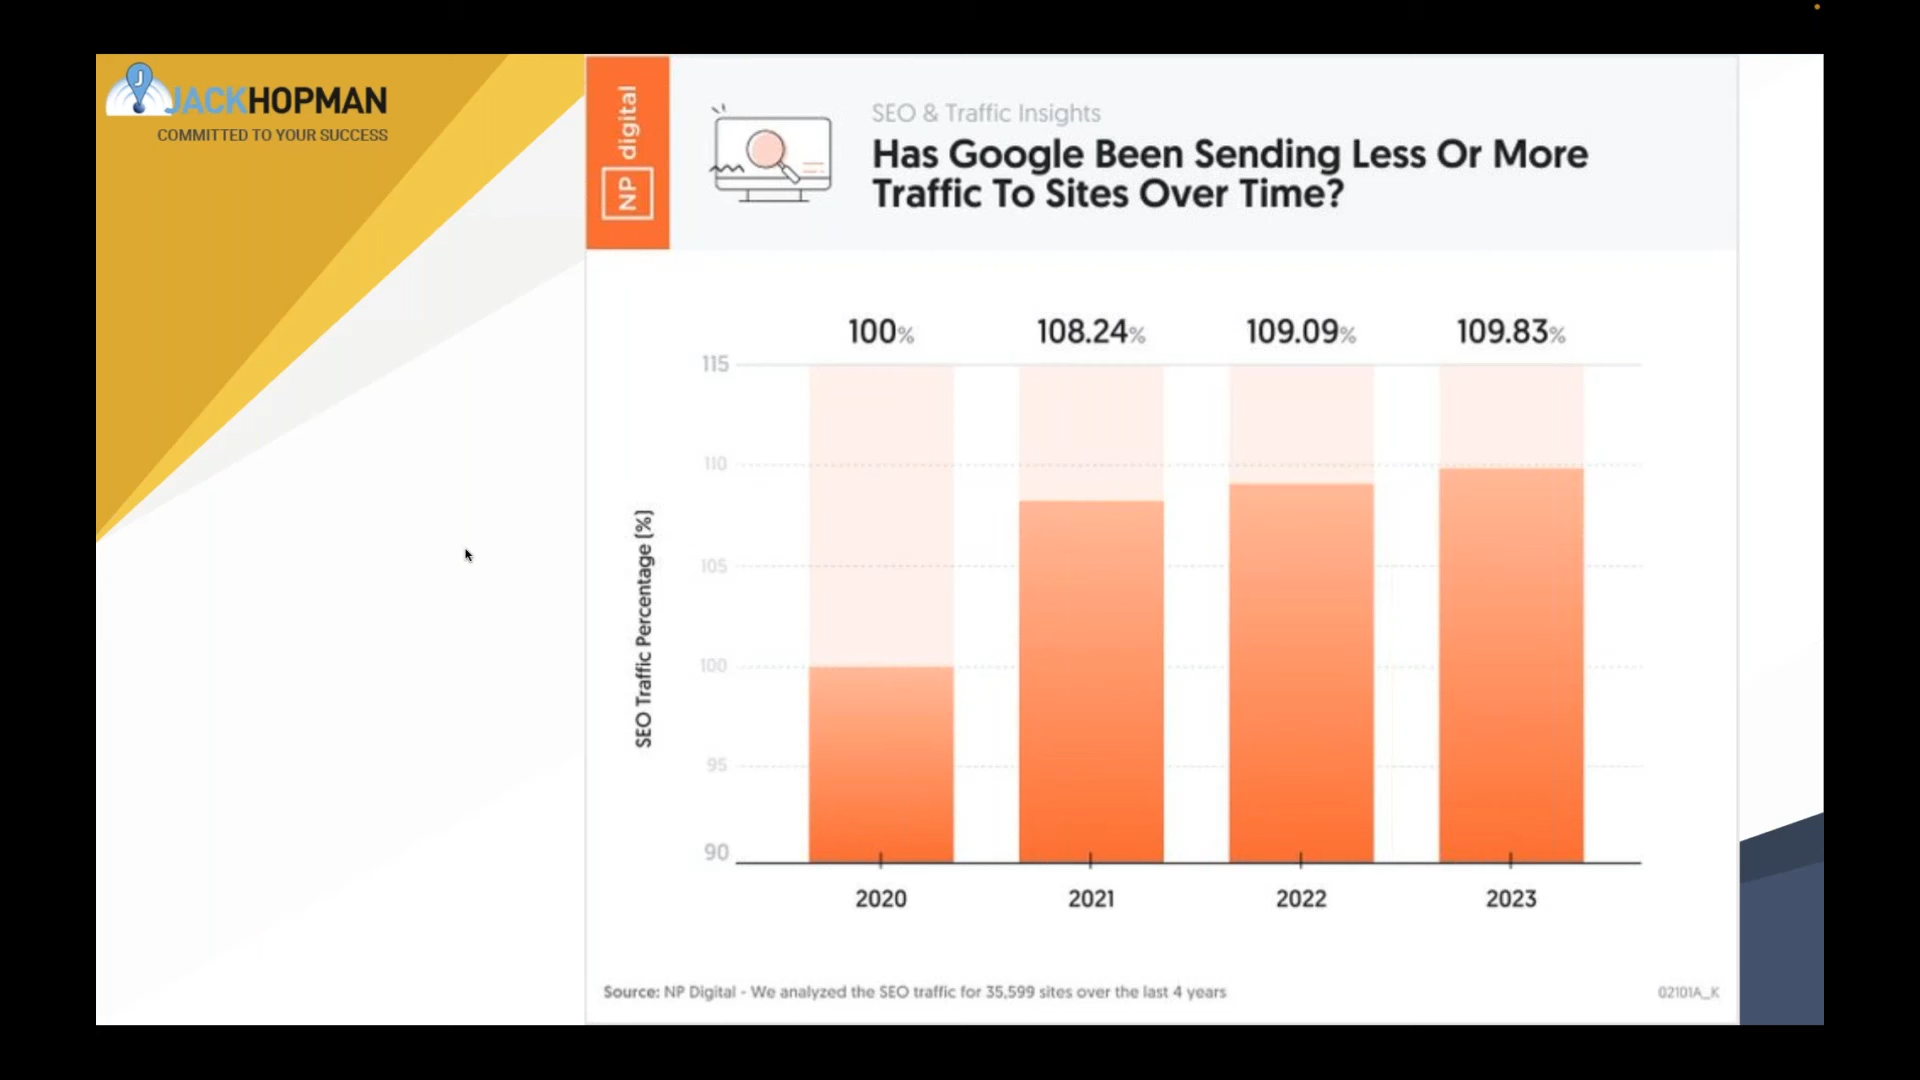 JACKHOPMAN
COMMITTED TO YOUR SUCCESS
NP digital
SEO & Traffic Insights
Has Google Been Sending Less Or More
Traffic To Sites Over Time?
100% 108.24% 109.09% 109.83%
115
110
105
100
95
90
SEO Traffic Percentage (%)
2020 2021 2022 2023
Source: NP Digital - We analyzed the SEO traffic for 35,599 sites over the last 4 years
02101A_K